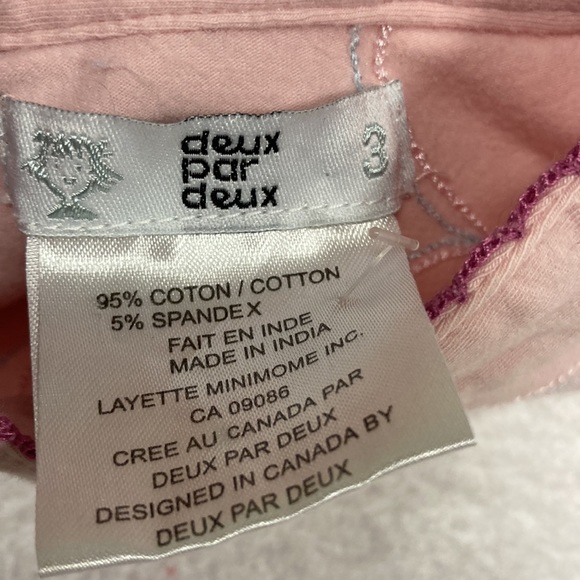 deux
par
deux
3
95% COTON / COTTON
5% SPANDEX
FAIT EN INDE
MADE IN INDIA
LAYETTE MINIMOME INC.
CA 09086
CREE AU CANADA PAR
DEUX PAR DEUX
DESIGNED IN CANADA BY
DEUX PAR DEUX